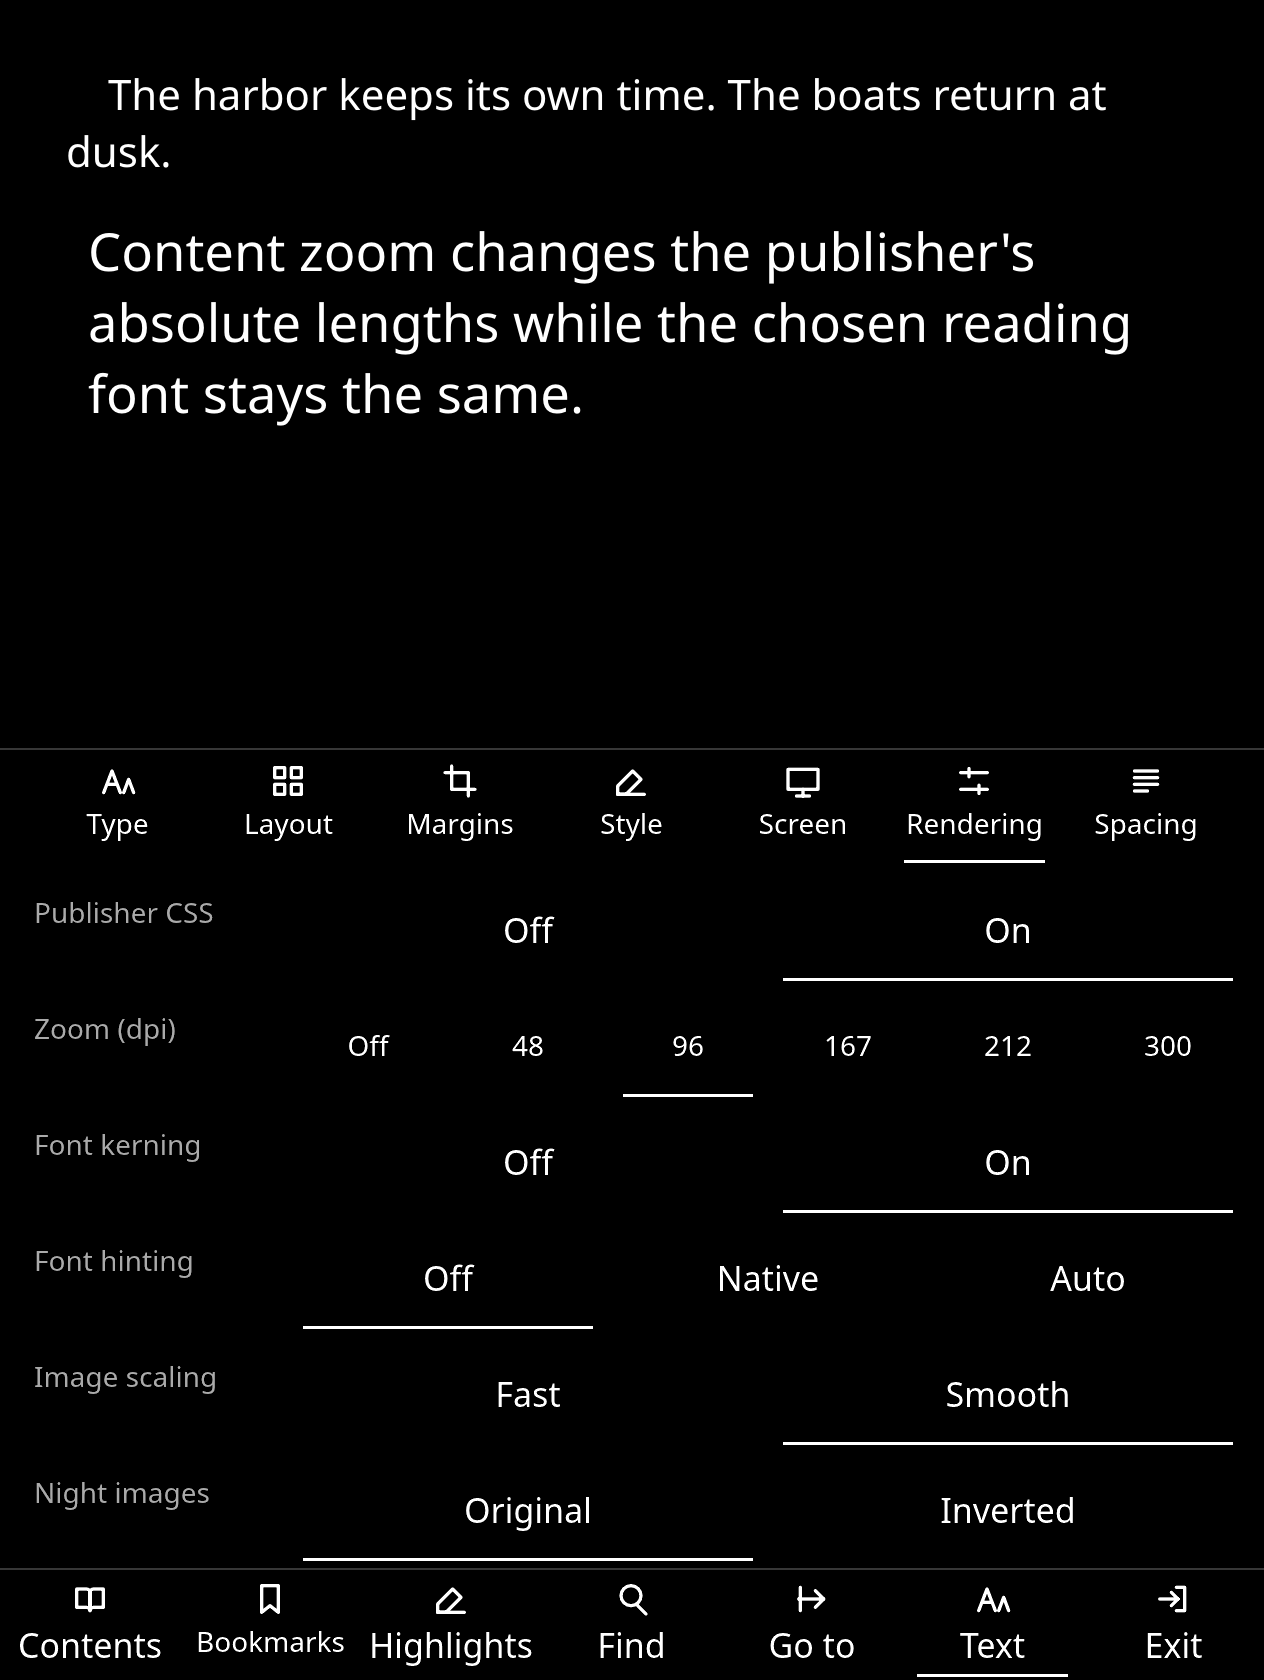 The harbor keeps its own time. The boats return at
dusk.
Content zoom changes the publisher's
absolute lengths while the chosen reading
font stays the same.
Type Layout Margins Style Screen Rendering Spacing
Publisher CSS Off On
Zoom (dpi) Off 48 96 167 212 300
Font kerning Off On
Font hinting Off Native Auto
Image scaling Fast Smooth
Night images Original Inverted
Contents Bookmarks Highlights Find Go to Text Exit